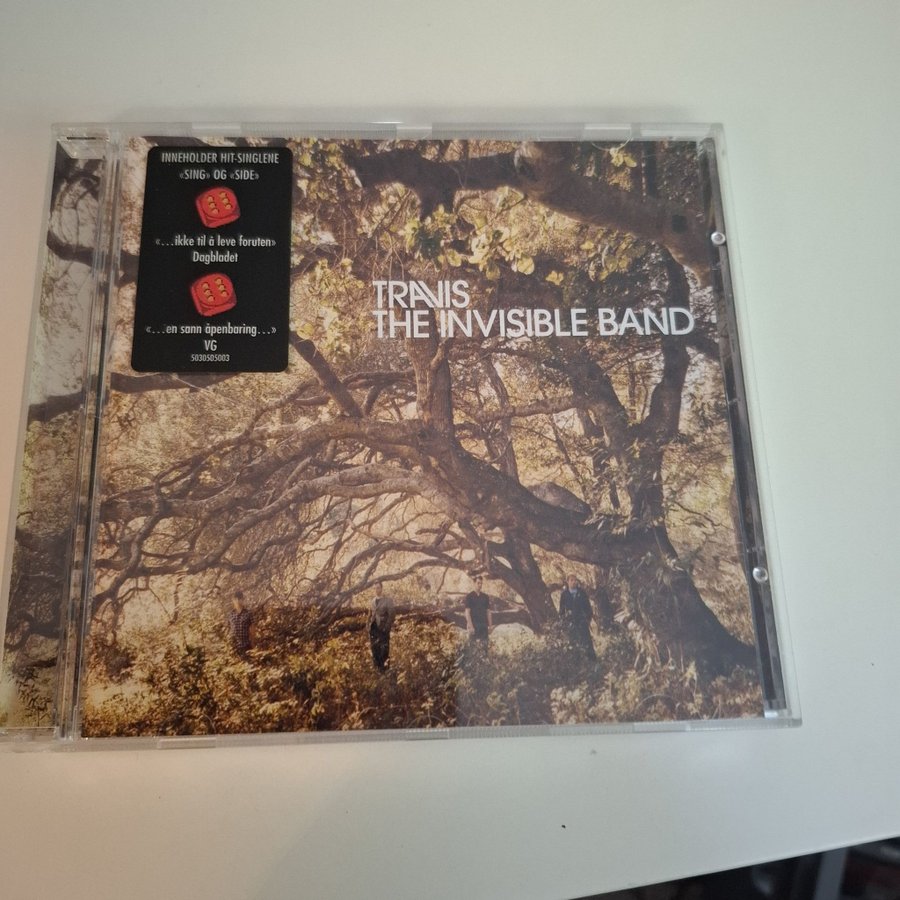 INNEHOLDER HIT-SINGLENE
«SING» OG «SIDE»
«...ikke til å leve foruten»
Dagbladet
«...en sann åpenbaring...»
VG
5030505003
TRAVIS
THE INVISIBLE BAND